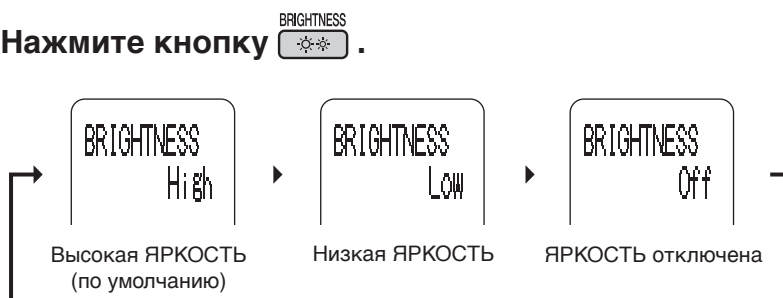 BRIGHTNESS
Нажмите кнопку .
BRIGHTNESS
High
BRIGHTNESS
Low
BRIGHTNESS
Off
Высокая ЯРКОСТЬ
(по умолчанию)
Низкая ЯРКОСТЬ
ЯРКОСТЬ отключена